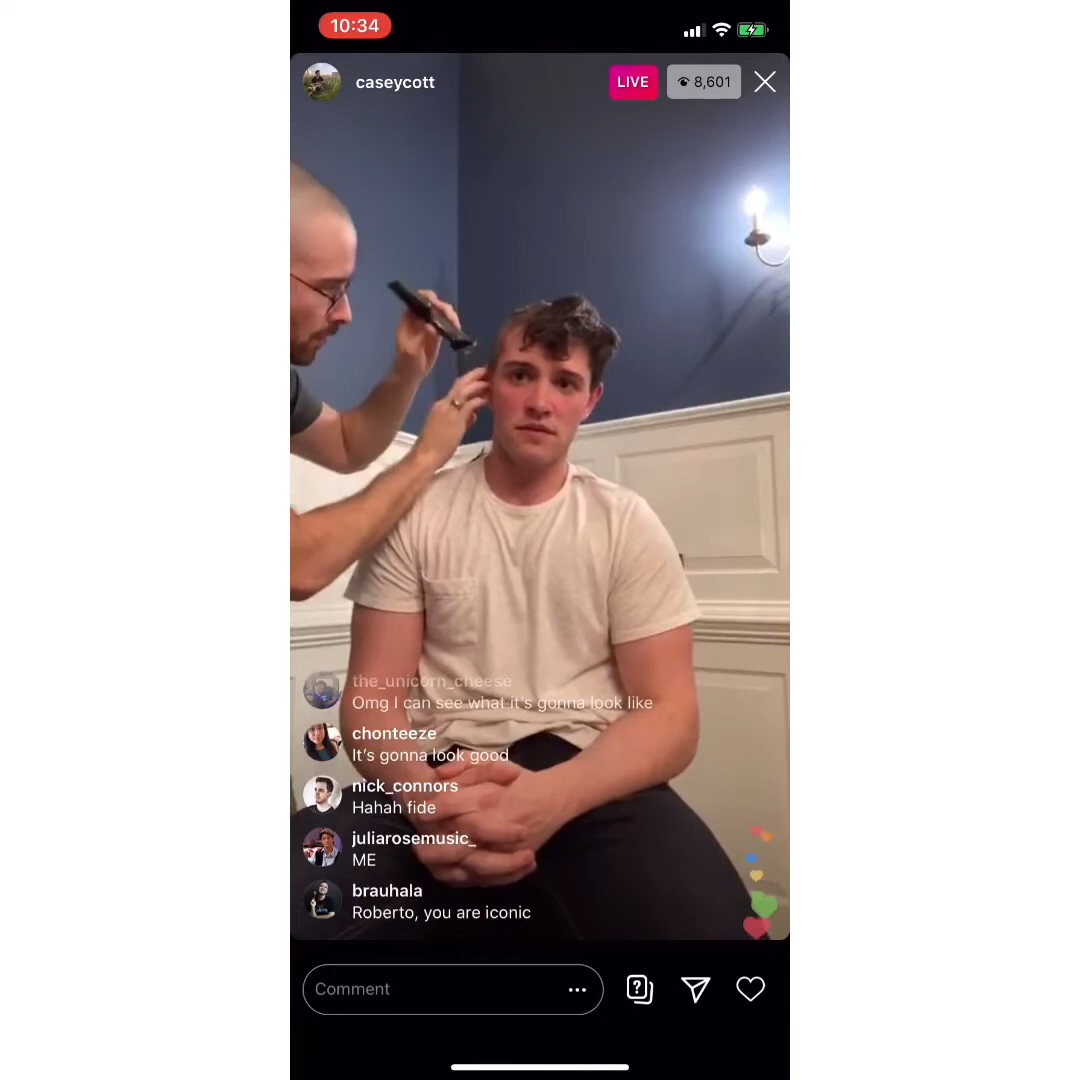 10:34
caseycott
LIVE
8,601
the_unicorn_cheese
Omg I can see what it's gonna look like
chonteeze
It's gonna look good
nick_connors
Hahah fide
juliarosemusic_
ME
brauhala
Roberto, you are iconic
Comment